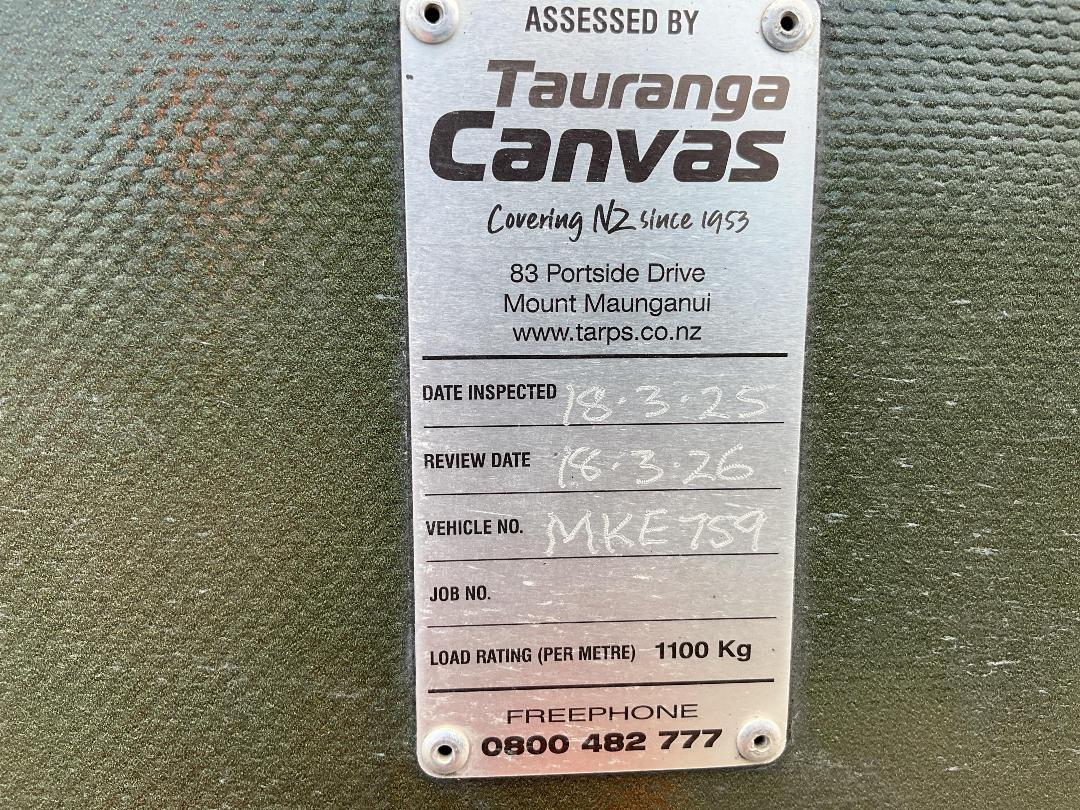 ASSESSED BY
Tauranga
Canvas
Covering NZ since 1953
83 Portside Drive
Mount Maunganui
www.tarps.co.nz
DATE INSPECTED 18.3.25
REVIEW DATE 18.3.26
VEHICLE NO. MKE759
JOB NO.
LOAD RATING (PER METRE) 1100 Kg
FREEPHONE
0800 482 777